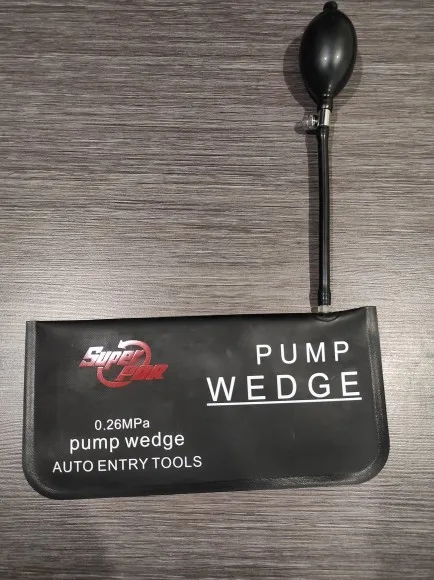 Super
PDR
PUMP
WEDGE
0.26MPa
pump wedge
AUTO ENTRY TOOLS